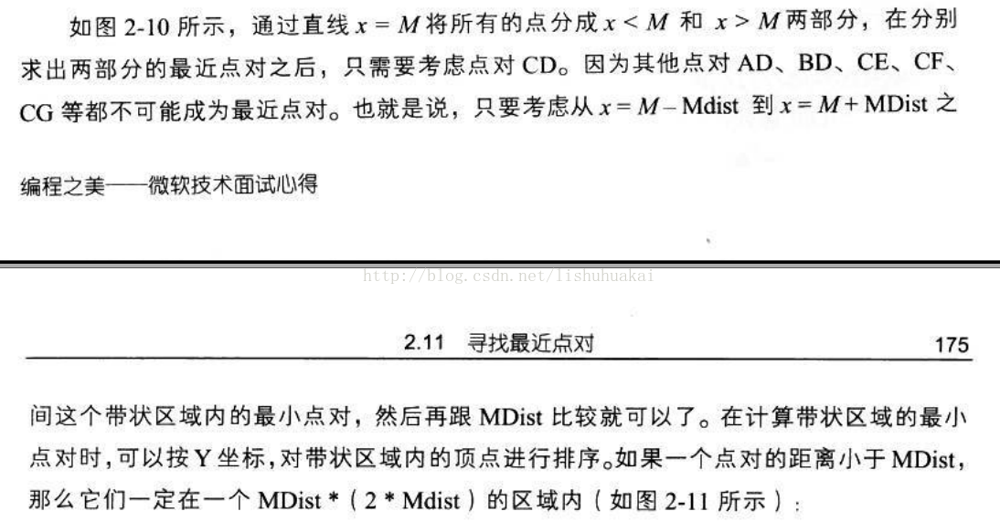 如图 2-10 所示，通过直线 x = M 将所有的点分成 x < M 和 x > M 两部分，在分别
求出两部分的最近点对之后，只需要考虑点对 CD。因为其他点对 AD、BD、CE、CF、
CG 等都不可能成为最近点对。也就是说，只要考虑从 x = M – Mdist 到 x = M + MDist 之
编程之美——微软技术面试心得
http://blog.csdn.net/lishuhuakai
2.11 寻找最近点对 175
间这个带状区域内的最小点对，然后再跟 MDist 比较就可以了。在计算带状区域的最小
点对时，可以按 Y 坐标，对带状区域内的顶点进行排序。如果一个点对的距离小于 MDist，
那么它们一定在一个 MDist *（2 * Mdist）的区域内（如图 2-11 所示）：